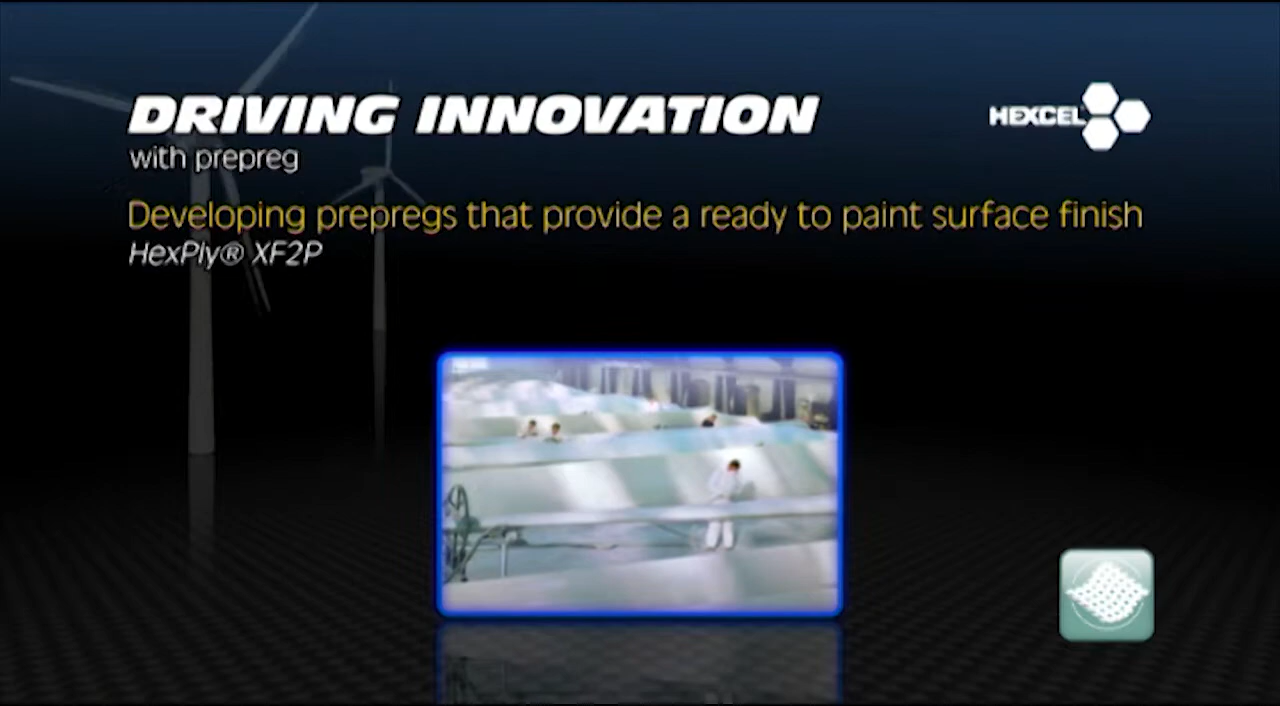 DRIVING INNOVATION
HEXCEL
with prepreg
Developing prepregs that provide a ready to paint surface finish
HexPly® XF2P